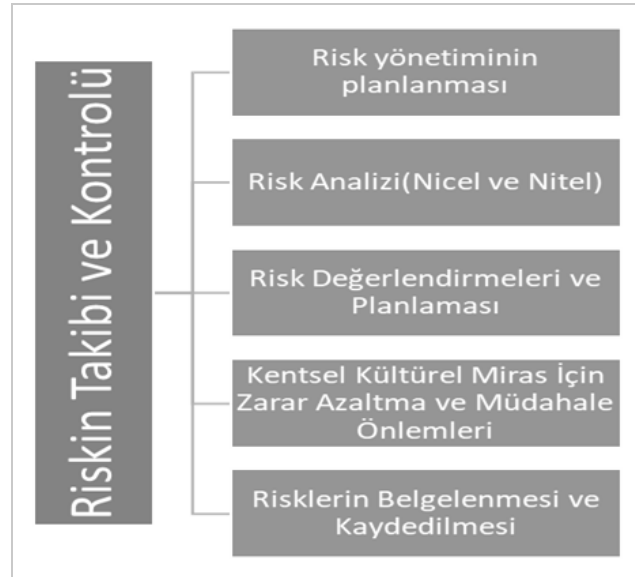 Riskin Takibi ve Kontrolü
Risk yönetiminin
planlanması
Risk Analizi(Nicel ve Nitel)
Risk Değerlendirmeleri ve
Planlaması
Kentsel Kültürel Miras İçin
Zarar Azaltma ve Müdahale
Önlemleri
Risklerin Belgelenmesi ve
Kaydedilmesi